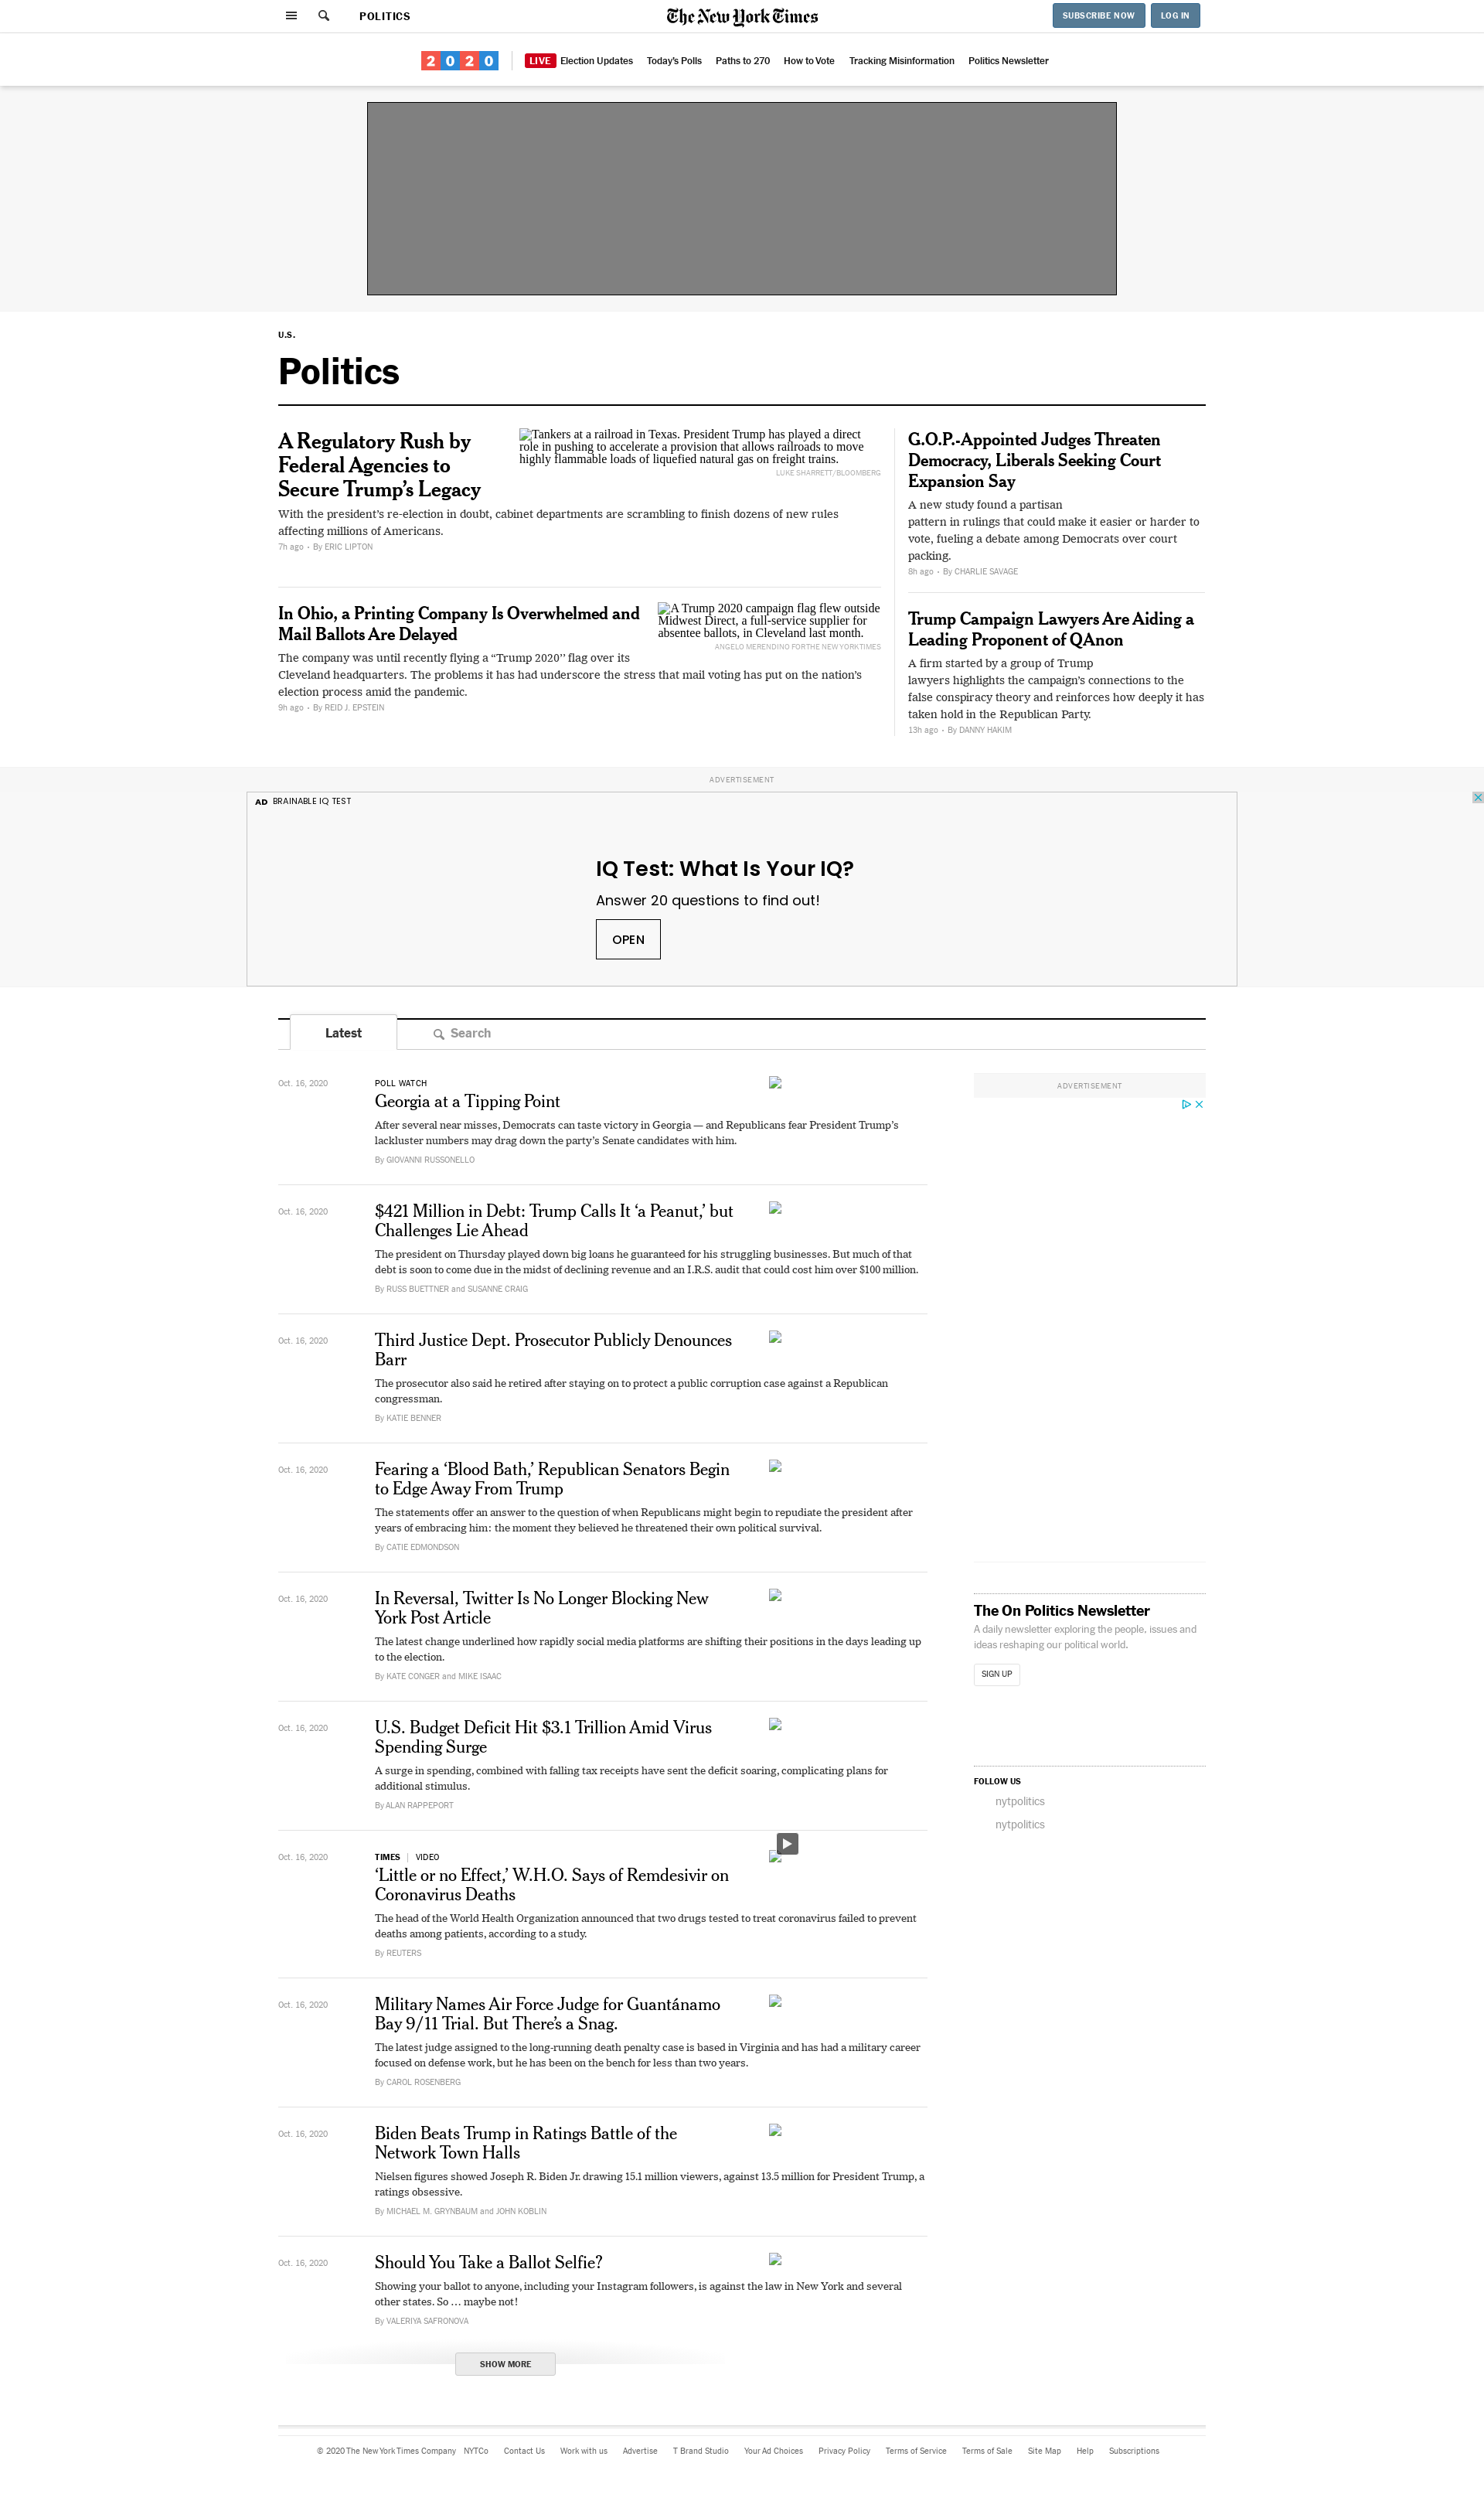 POLITICS
The New York Times
SUBSCRIBE NOW
LOG IN
2020
LIVE Election Updates
Today's Polls
Paths to 270
How to Vote
Tracking Misinformation
Politics Newsletter
U.S.
Politics
A Regulatory Rush by
Federal Agencies to
Secure Trump's Legacy
Tankers at a railroad in Texas. President Trump has played a direct
role in pushing to accelerate a provision that allows railroads to move
highly flammable loads of liquefied natural gas on freight trains.
LUKE SHARRETT/BLOOMBERG
With the president's re-election in doubt, cabinet departments are scrambling to finish dozens of new rules
affecting millions of Americans.
7h ago • By ERIC LIPTON
In Ohio, a Printing Company Is Overwhelmed and
Mail Ballots Are Delayed
A Trump 2020 campaign flag flew outside
Midwest Direct, a full-service supplier for
absentee ballots, in Cleveland last month.
ANGELO MERENDINO FOR THE NEW YORK TIMES
The company was until recently flying a “Trump 2020’’ flag over its
Cleveland headquarters. The problems it has had underscore the stress that mail voting has put on the nation’s
election process amid the pandemic.
9h ago • By REID J. EPSTEIN
G.O.P.-Appointed Judges Threaten
Democracy, Liberals Seeking Court
Expansion Say
A new study found a partisan
pattern in rulings that could make it easier or harder to
vote, fueling a debate among Democrats over court
packing.
8h ago • By CHARLIE SAVAGE
Trump Campaign Lawyers Are Aiding a
Leading Proponent of QAnon
A firm started by a group of Trump
lawyers highlights the campaign’s connections to the
false conspiracy theory and reinforces how deeply it has
taken hold in the Republican Party.
13h ago • By DANNY HAKIM
ADVERTISEMENT
AD BRAINABLE IQ TEST
IQ Test: What Is Your IQ?
Answer 20 questions to find out!
OPEN
Latest
Search
Oct. 16, 2020
POLL WATCH
Georgia at a Tipping Point
After several near misses, Democrats can taste victory in Georgia — and Republicans fear President Trump’s
lackluster numbers may drag down the party’s Senate candidates with him.
By GIOVANNI RUSSONELLO
Oct. 16, 2020
$421 Million in Debt: Trump Calls It ‘a Peanut,’ but
Challenges Lie Ahead
The president on Thursday played down big loans he guaranteed for his struggling businesses. But much of that
debt is soon to come due in the midst of declining revenue and an I.R.S. audit that could cost him over $100 million.
By RUSS BUETTNER and SUSANNE CRAIG
Oct. 16, 2020
Third Justice Dept. Prosecutor Publicly Denounces
Barr
The prosecutor also said he retired after staying on to protect a public corruption case against a Republican
congressman.
By KATIE BENNER
Oct. 16, 2020
Fearing a ‘Blood Bath,’ Republican Senators Begin
to Edge Away From Trump
The statements offer an answer to the question of when Republicans might begin to repudiate the president after
years of embracing him: the moment they believed he threatened their own political survival.
By CATIE EDMONDSON
Oct. 16, 2020
In Reversal, Twitter Is No Longer Blocking New
York Post Article
The latest change underlined how rapidly social media platforms are shifting their positions in the days leading up
to the election.
By KATE CONGER and MIKE ISAAC
Oct. 16, 2020
U.S. Budget Deficit Hit $3.1 Trillion Amid Virus
Spending Surge
A surge in spending, combined with falling tax receipts have sent the deficit soaring, complicating plans for
additional stimulus.
By ALAN RAPPEPORT
Oct. 16, 2020
TIMES | VIDEO
‘Little or no Effect,’ W.H.O. Says of Remdesivir on
Coronavirus Deaths
The head of the World Health Organization announced that two drugs tested to treat coronavirus failed to prevent
deaths among patients, according to a study.
By REUTERS
Oct. 16, 2020
Military Names Air Force Judge for Guantánamo
Bay 9/11 Trial. But There’s a Snag.
The latest judge assigned to the long-running death penalty case is based in Virginia and has had a military career
focused on defense work, but he has been on the bench for less than two years.
By CAROL ROSENBERG
Oct. 16, 2020
Biden Beats Trump in Ratings Battle of the
Network Town Halls
Nielsen figures showed Joseph R. Biden Jr. drawing 15.1 million viewers, against 13.5 million for President Trump, a
ratings obsessive.
By MICHAEL M. GRYNBAUM and JOHN KOBLIN
Oct. 16, 2020
Should You Take a Ballot Selfie?
Showing your ballot to anyone, including your Instagram followers, is against the law in New York and several
other states. So … maybe not!
By VALERIYA SAFRONOVA
SHOW MORE
ADVERTISEMENT
The On Politics Newsletter
A daily newsletter exploring the people, issues and
ideas reshaping our political world.
SIGN UP
FOLLOW US
nytpolitics
nytpolitics
© 2020 The New York Times Company
NYTCo
Contact Us
Work with us
Advertise
T Brand Studio
Your Ad Choices
Privacy Policy
Terms of Service
Terms of Sale
Site Map
Help
Subscriptions